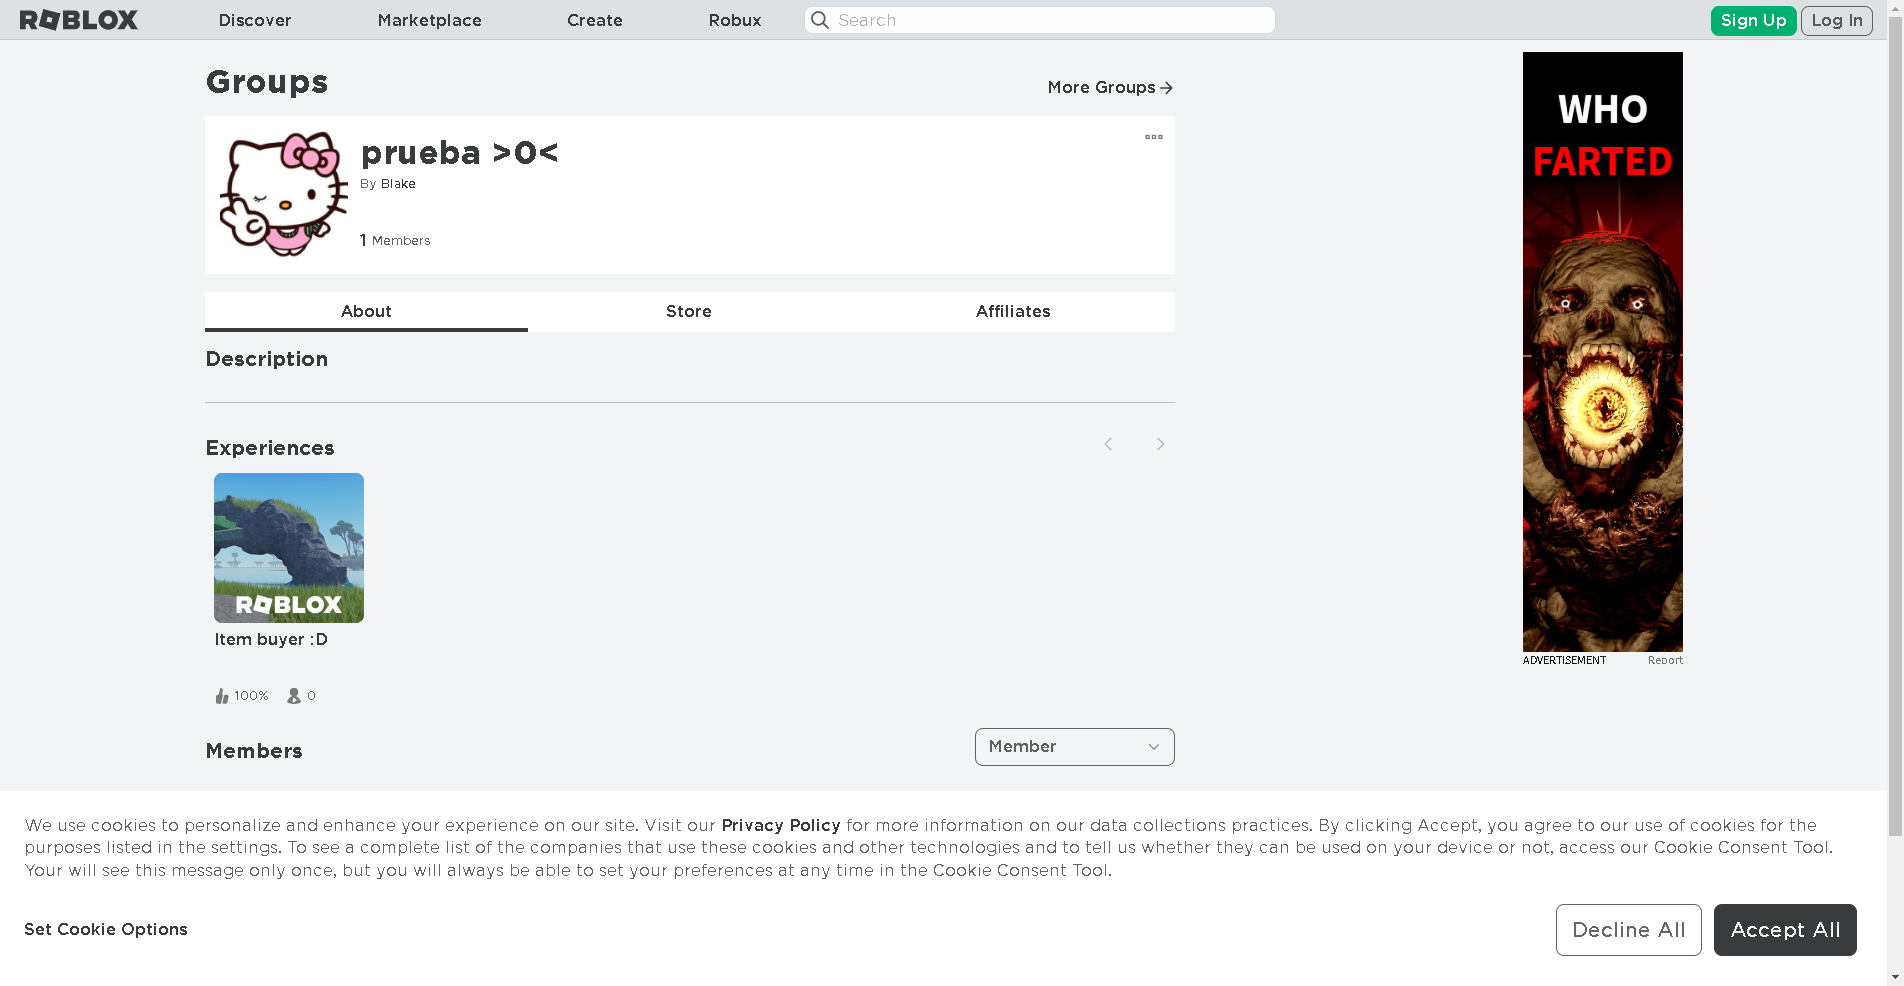 ROBLOX
Discover
Marketplace
Create
Robux
Search
Sign Up
Log In
Groups
More Groups
prueba >0<
By Blake
1 Members
About
Store
Affiliates
Description
Experiences
ROBLOX
Item buyer :D
100%
0
Members
Member
WHO
FARTED
ADVERTISEMENT
Report
We use cookies to personalize and enhance your experience on our site. Visit our Privacy Policy for more information on our data collections practices. By clicking Accept, you agree to our use of cookies for the
purposes listed in the settings. To see a complete list of the companies that use these cookies and other technologies and to tell us whether they can be used on your device or not, access our Cookie Consent Tool.
Your will see this message only once, but you will always be able to set your preferences at any time in the Cookie Consent Tool.
Set Cookie Options
Decline All
Accept All